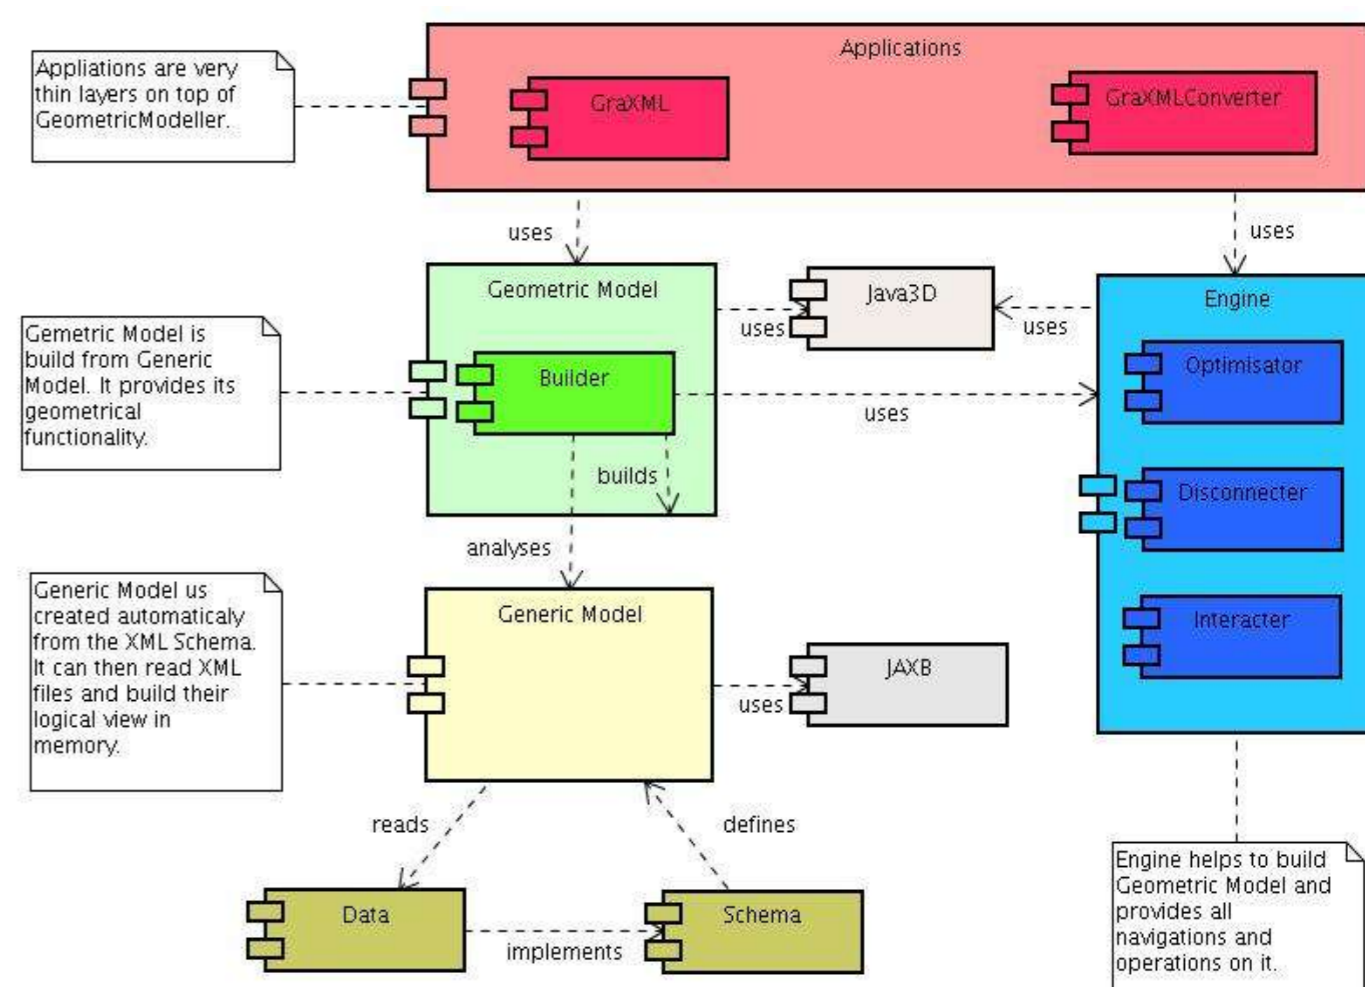 Applications
Appliations are very
thin layers on top of
GeometricModeller.
GraXML
GraXMLConverter
uses
uses
Geometric Model
Java3D
Engine
uses
uses
Gemetric Model is
build from Generic
Model. It provides its
geometrical
functionality.
Builder
Optimisator
uses
builds
Disconnecter
analyses
Generic Model us
created automaticaly
from the XML Schema.
It can then read XML
files and build their
logical view in
memory.
Generic Model
Interacter
JAXB
uses
reads
defines
Engine helps to build
Geometric Model and
provides all
navigations and
operations on it.
Data
Schema
implements